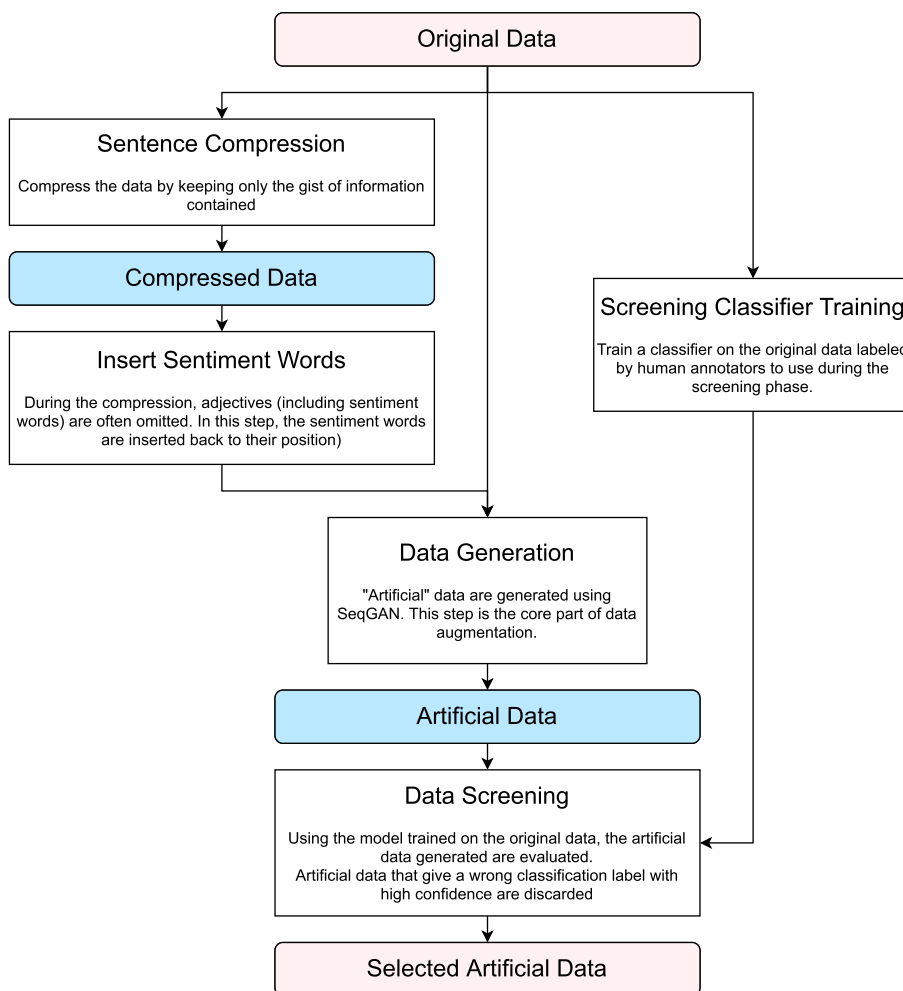 Original Data
Sentence Compression
Compress the data by keeping only the gist of information
contained
Compressed Data
Insert Sentiment Words
During the compression, adjectives (including sentiment
words) are often omitted. In this step, the sentiment words
are inserted back to their position)
Screening Classifier Training
Train a classifier on the original data labeled
by human annotators to use during the
screening phase.
Data Generation
"Artificial" data are generated using
SeqGAN. This step is the core part of data
augmentation.
Artificial Data
Data Screening
Using the model trained on the original data, the artificial
data generated are evaluated.
Artificial data that give a wrong classification label with
high confidence are discarded
Selected Artificial Data